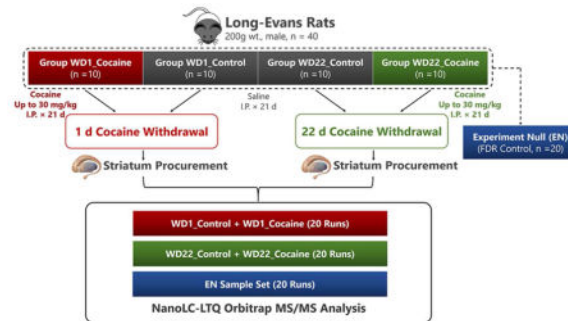 Long-Evans Rats
200g wt., male, n = 40
Group WD1_Cocaine
(n =10)
Group WD1_Control
(n =10)
Group WD22_Control
(n =10)
Group WD22_Cocaine
(n =10)
Cocaine
Up to 30 mg/kg
I.P. × 21 d
Saline
I.P. × 21 d
Cocaine
Up to 30 mg/kg
I.P. × 21 d
1 d Cocaine Withdrawal
22 d Cocaine Withdrawal
Experiment Null (EN)
(FDR Control, n =20)
Striatum Procurement
Striatum Procurement
WD1_Control + WD1_Cocaine (20 Runs)
WD22_Control + WD22_Cocaine (20 Runs)
EN Sample Set (20 Runs)
NanoLC-LTQ Orbitrap MS/MS Analysis